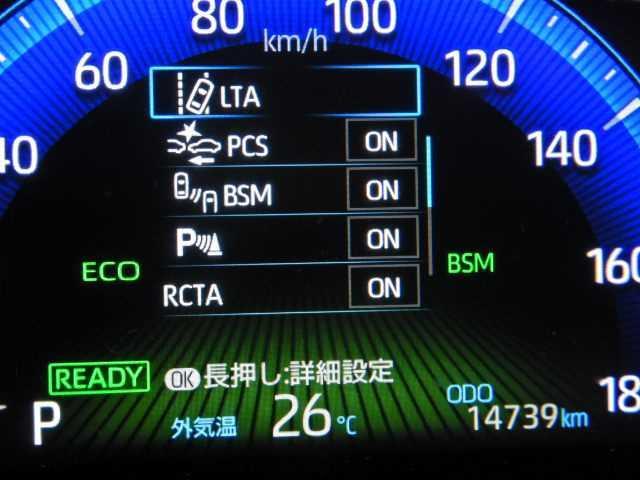 80 100
km/h
60 120
LTA
40 140
PCS ON
BSM ON
P ON
ECO BSM 160
RCTA ON
READY OK 長押し:詳細設定
P 外気温 26℃ ODO 14739km 18